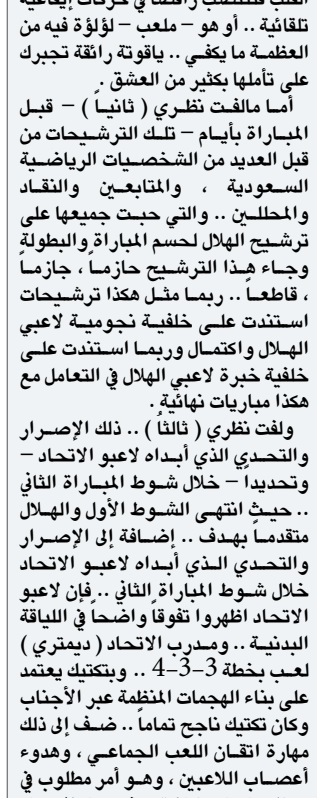 تلقائية .. أو هو – ملعب – لؤلؤة فيه من
العظمة ما يكفي .. ياقوتة رائقة تجبرك
على تأملها بكثير من العشق .
أما مالفت نظري ( ثانياً ) – قبل
المباراة بأيام – تلك الترشيحات من
قبل العديد من الشخصيات الرياضية
السعودية ، والمتابعين والنقاد
والمحللين .. والتي حبت جميعها على
ترشيح الهلال لحسم المباراة والبطولة
وجاء هذا الترشيح حازماً ، جازماً
، قاطعاً .. ربما مثل هكذا ترشيحات
استندت على خلفية نجومية لاعبي
الهلال واكتمال وربما استندت على
خلفية خبرة لاعبي الهلال في التعامل مع
هكذا مباريات نهائية .
ولفت نظري ( ثالثاً ) .. ذلك الإصرار
والتحدي الذي أبداه لاعبو الاتحاد –
وتحديداً – خلال شوط المباراة الثاني
.. حيث انتهى الشوط الأول والهلال
متقدماً بهدف .. إضافة إلى الإصرار
والتحدي الذي أبداه لاعبو الاتحاد
خلال شوط المباراة الثاني .. فإن لاعبو
الاتحاد اظهروا تفوقاً واضحاً في اللياقة
البدنية .. ومدرب الاتحاد ( ديمتري )
لعب بخطة 3–3–4 .. وبتكتيك يعتمد
على بناء الهجمات المنظمة عبر الأجناب
وكان تكتيك ناجح تماماً .. ضف إلى ذلك
مهارة اتقان اللعب الجماعي ، وهدوء
أعصاب اللاعبين ، وهو أمر مطلوب في